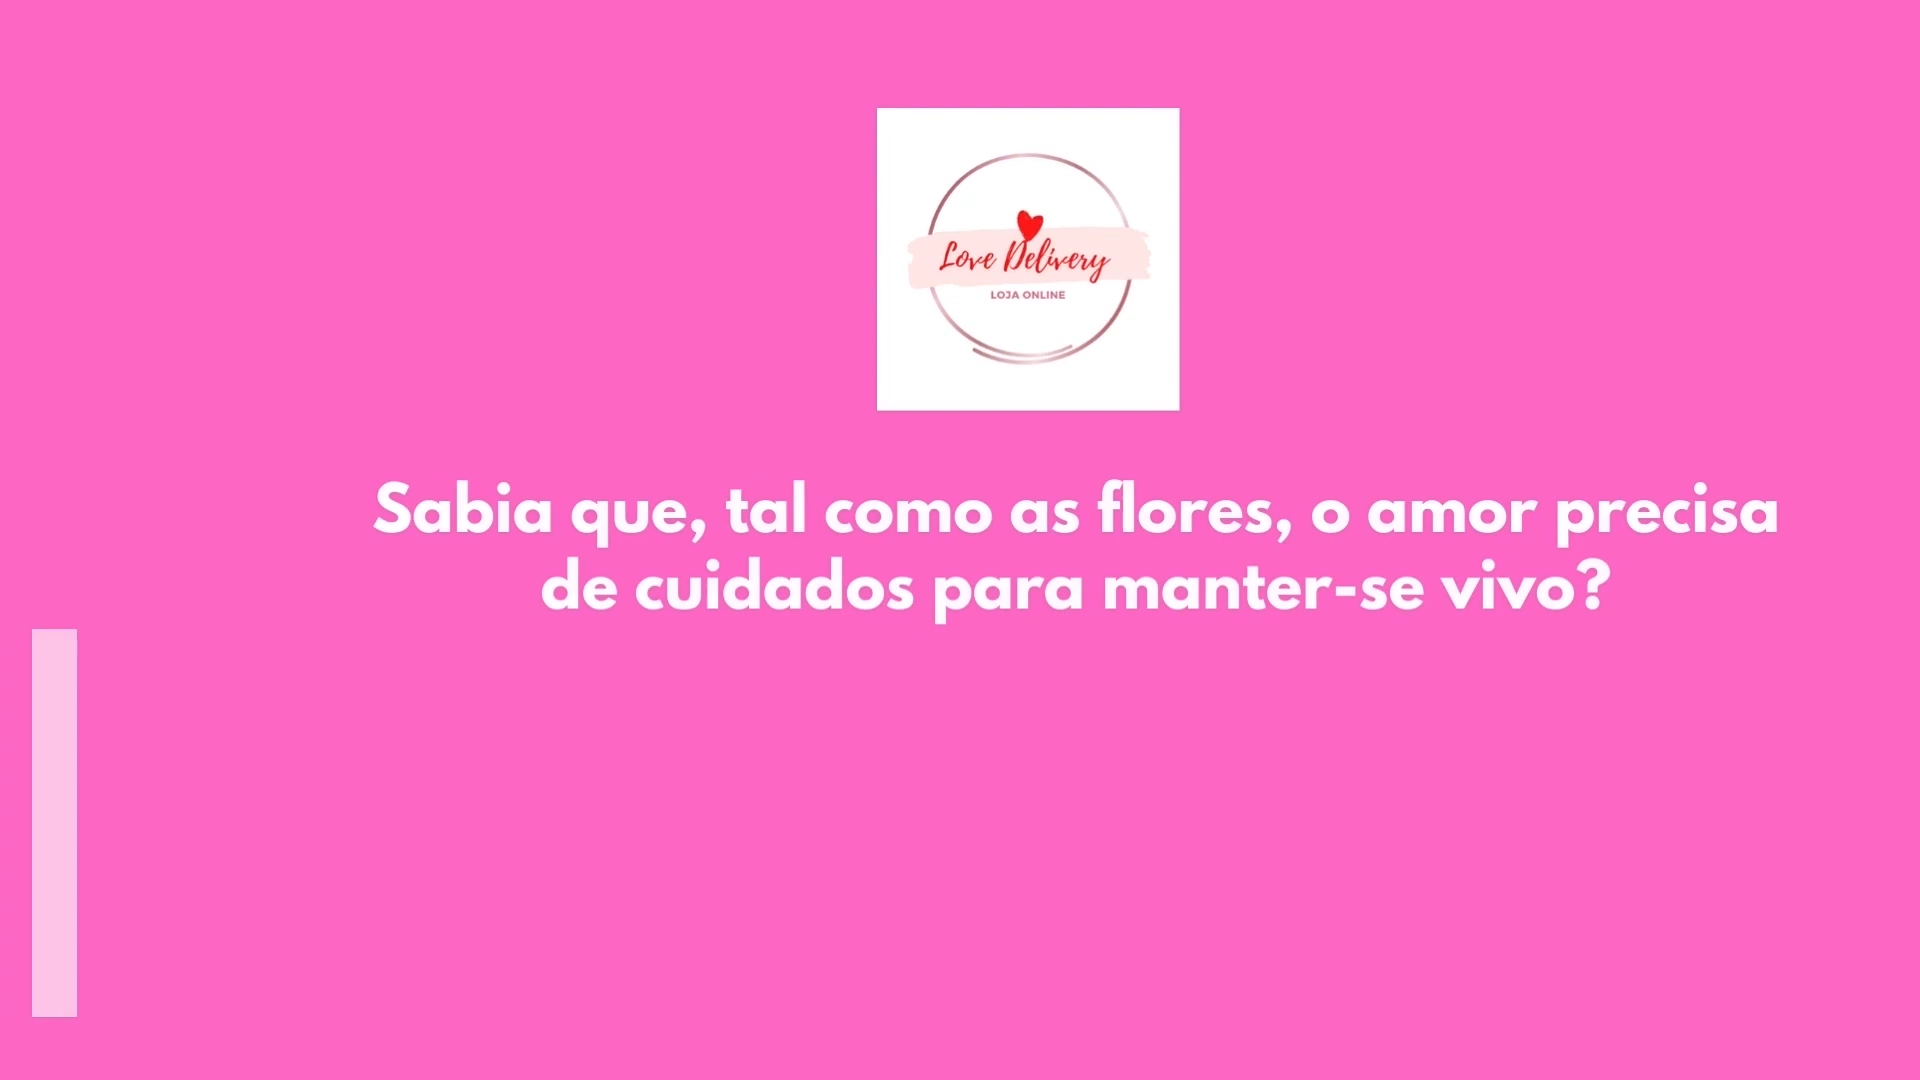 Love Delivery
LOJA ONLINE
Sabia que, tal como as flores, o amor precisa
de cuidados para manter-se vivo?